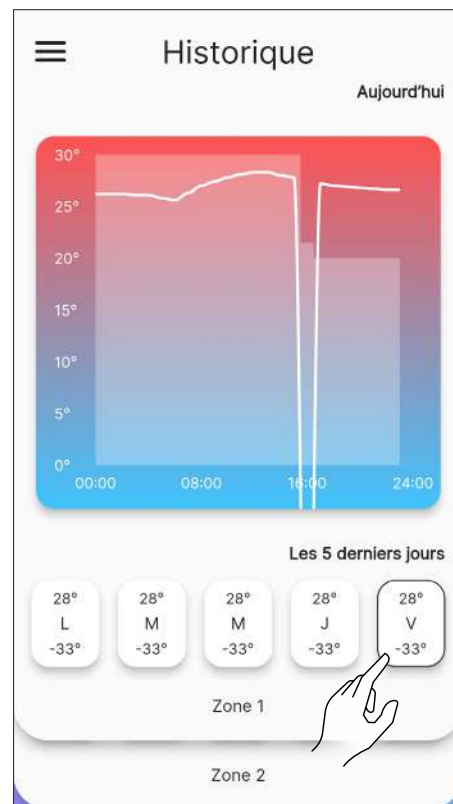 Historique
Aujourd'hui
30°
25°
20°
15°
10°
5°
0°
00:00 08:00 16:00 24:00
Les 5 derniers jours
28° 28° 28° 28° 28°
L M M J V
-33° -33° -33° -33° -33°
Zone 1
Zone 2